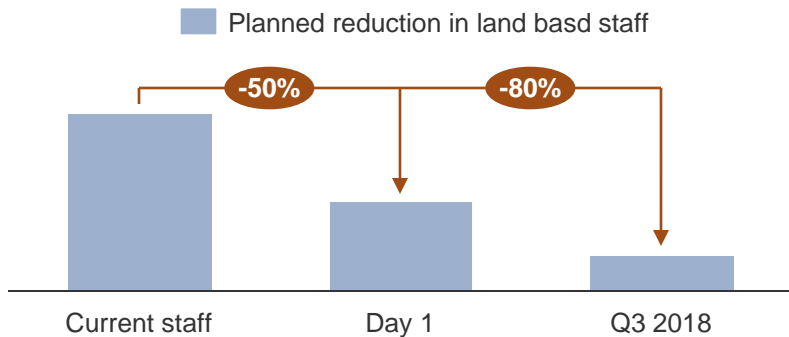 Planned reduction in land basd staff
-50%
-80%
Current staff
Day 1
Q3 2018